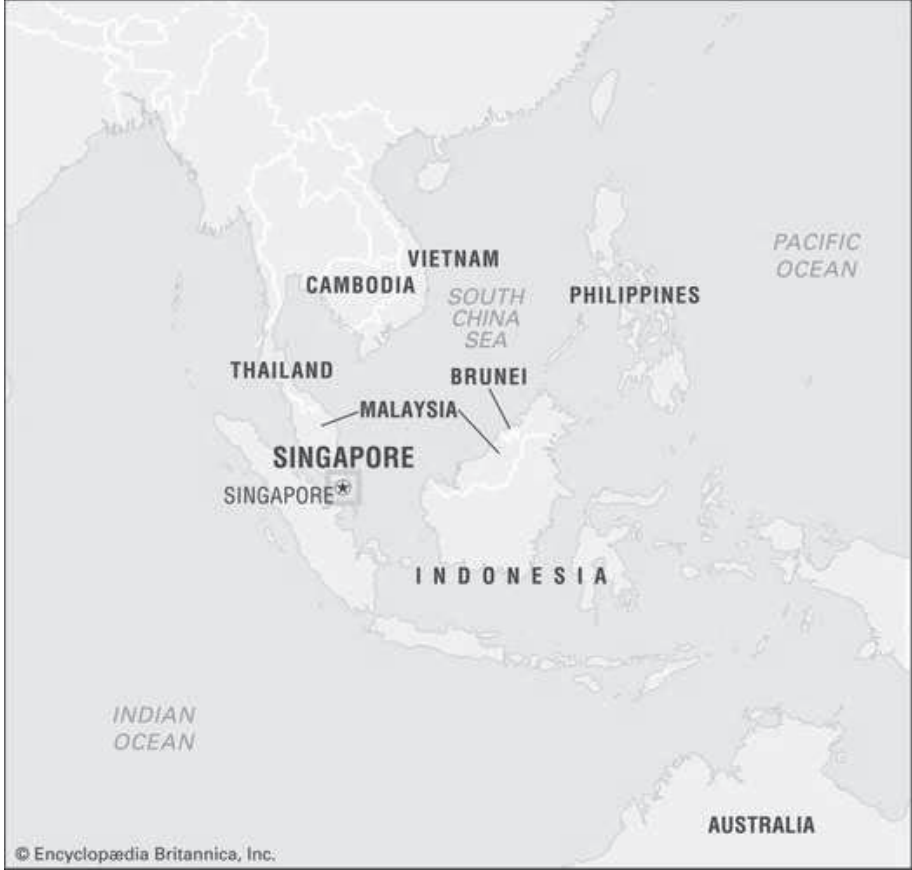 PACIFIC
OCEAN
VIETNAM
CAMBODIA
SOUTH
CHINA
SEA
PHILIPPINES
THAILAND
BRUNEI
MALAYSIA
SINGAPORE
SINGAPORE
INDONESIA
INDIAN
OCEAN
AUSTRALIA
© Encyclopædia Britannica, Inc.